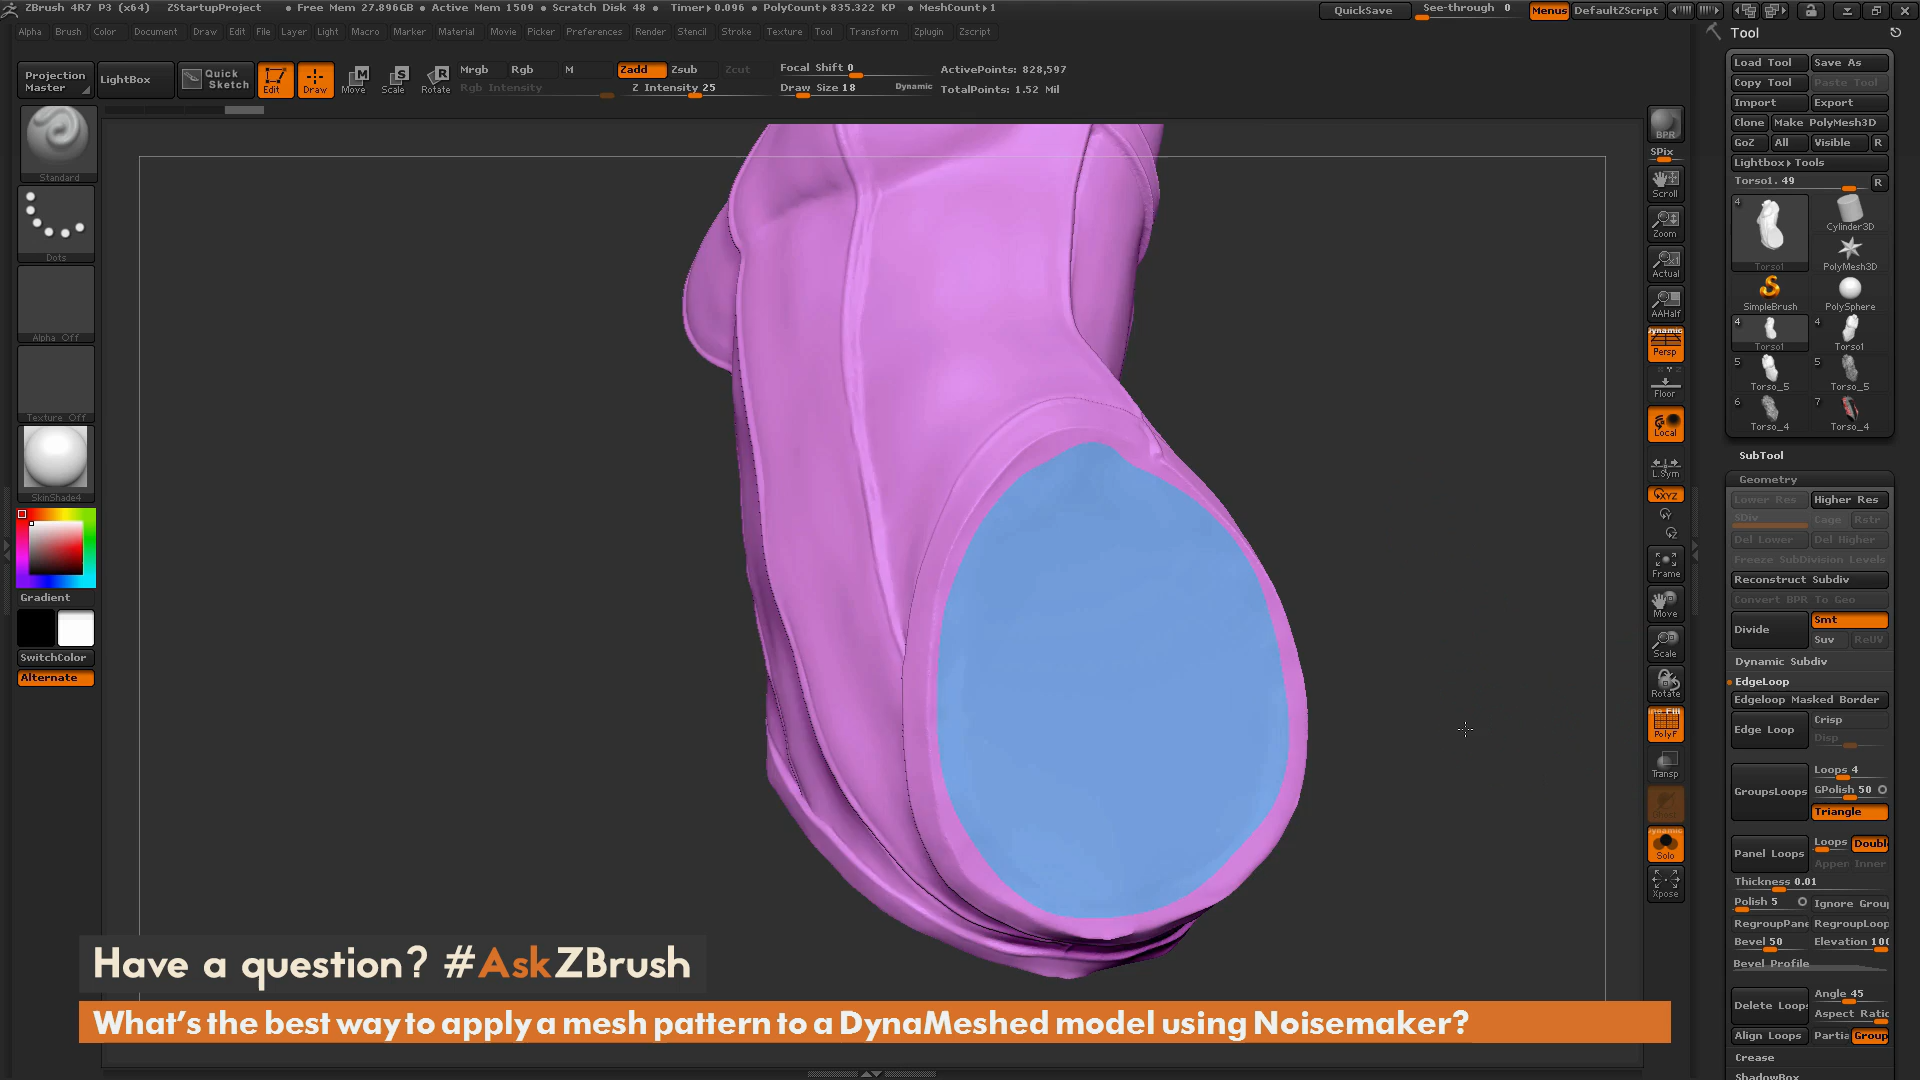 ZBrush 4R7 P3 (x64) ZStartupProject • Free Mem 27.896GB • Active Mem 1509 • Scratch Disk 48 • Timer▸0.096 • PolyCount▸835.322 KP • MeshCount▸1
QuickSave See-through 0 Menus DefaultZScript
Alpha Brush Color Document Draw Edit File Layer Light Macro Marker Material Movie Picker Preferences Render Stencil Stroke Texture Tool Transform Zplugin Zscript
Tool
Projection Master
LightBox
Quick Sketch
Edit Draw Move Scale Rotate
Mrgb Rgb M
Rgb Intensity
Zadd Zsub Zcut
Z Intensity 25
Focal Shift 0
Draw Size 18 Dynamic
ActivePoints: 828,597
TotalPoints: 1.52 Mil
Standard
Dots
Alpha Off
Texture Off
SkinShade4
Gradient
SwitchColor
Alternate
BPR
SPix
Scroll
Zoom
Actual
AAHalf
Dynamic
Persp
Floor
Local
L.Sym
XYZ
Frame
Move
Scale
Rotate
PolyF
Transp
Dynamic
Solo
Xpose
Load Tool Save As
Copy Tool Paste Tool
Import Export
Clone Make PolyMesh3D
GoZ All Visible R
Lightbox▸Tools
Torso1. 49 R
4
Torso1
Cylinder3D
PolyMesh3D
SimpleBrush PolySphere
4 4
Torso1 Torso1
5 5
Torso_5 Torso_5
6 7
Torso_4 Torso_4
SubTool
Geometry
Lower Res Higher Res
SDiv Cage Rstr
Del Lower Del Higher
Freeze SubDivision Levels
Reconstruct Subdiv
Convert BPR To Geo
Divide Smt
Suv ReUV
Dynamic Subdiv
EdgeLoop
Edgeloop Masked Border
Edge Loop Crisp
Disp
GroupsLoops Loops 4
GPolish 50
Triangle
Panel Loops Loops Doubl
Apper Inner
Thickness 0.01
Polish 5 Ignore Grou
RegroupPane RegroupLoop
Bevel 50 Elevation 100
Bevel Profile
Delete Loops Angle 45
Aspect Ratio
Align Loops Partia Group
Crease
ShadowBox
Have a question? #AskZBrush
What's the best way to apply a mesh pattern to a DynaMeshed model using Noisemaker?